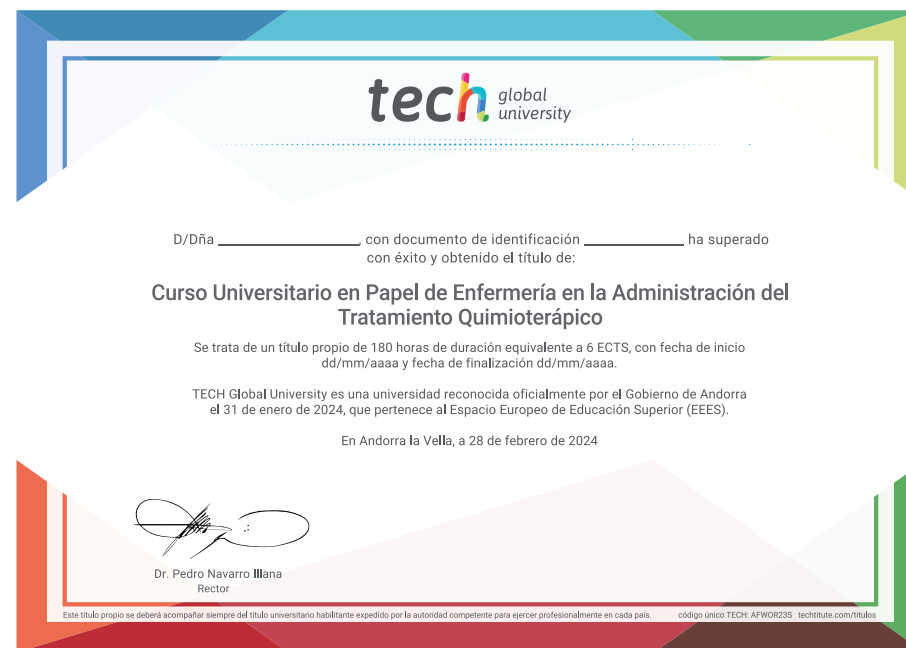 tech global university
D/Dña ____________________, con documento de identificación ______________ ha superado
con éxito y obtenido el título de:
Curso Universitario en Papel de Enfermería en la Administración del
Tratamiento Quimioterápico
Se trata de un título propio de 180 horas de duración equivalente a 6 ECTS, con fecha de inicio
dd/mm/aaaa y fecha de finalización dd/mm/aaaa.
TECH Global University es una universidad reconocida oficialmente por el Gobierno de Andorra
el 31 de enero de 2024, que pertenece al Espacio Europeo de Educación Superior (EEES).
En Andorra la Vella, a 28 de febrero de 2024
Dr. Pedro Navarro Illana
Rector
Este título propio se deberá acompañar siempre del título universitario habilitante expedido por la autoridad competente para ejercer profesionalmente en cada país. código único TECH: AFWOR23S techtitute.com/titulos